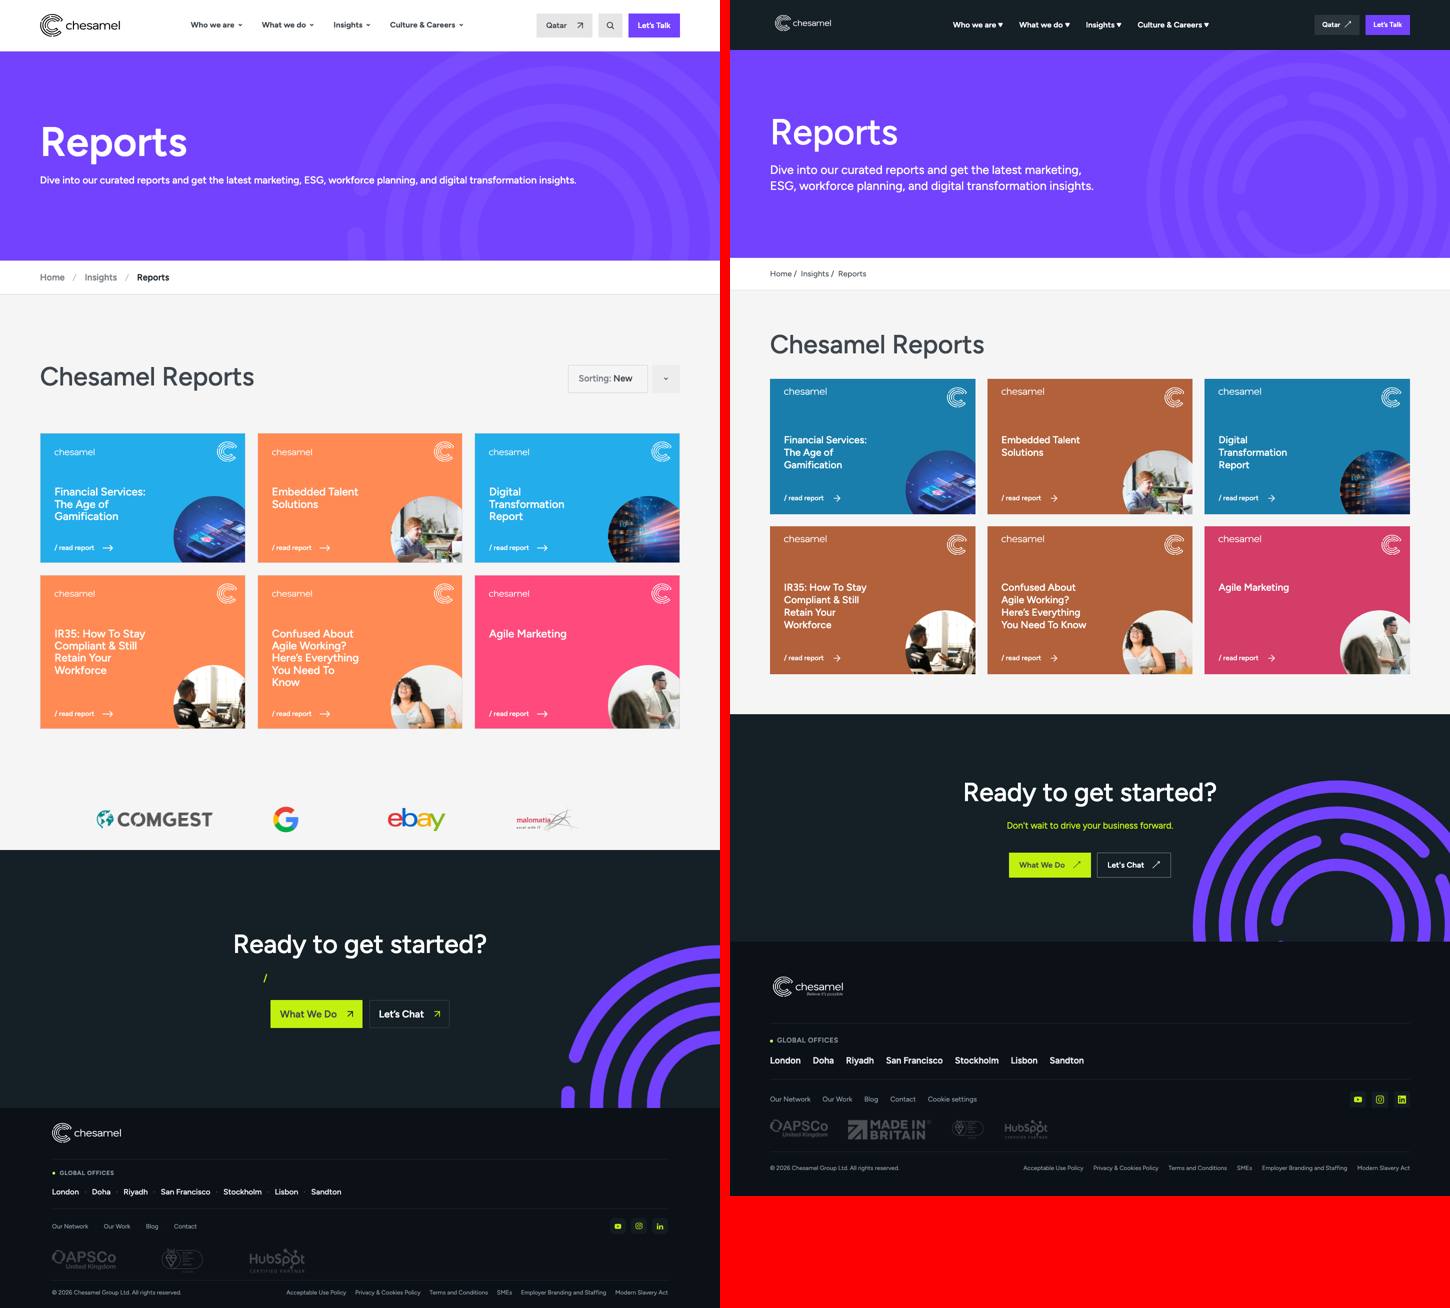 chesamel
Who we are
What we do
Insights
Culture & Careers
Qatar
Let's Talk
Reports
Dive into our curated reports and get the latest marketing, ESG, workforce planning, and digital transformation insights.
Home / Insights / Reports
Chesamel Reports
Sorting: New
chesamel
Financial Services:
The Age of
Gamification
/ read report
chesamel
Embedded Talent
Solutions
/ read report
chesamel
Digital
Transformation
Report
/ read report
chesamel
IR35: How To Stay
Compliant & Still
Retain Your
Workforce
/ read report
chesamel
Confused About
Agile Working?
Here's Everything
You Need To
Know
/ read report
chesamel
Agile Marketing
/ read report
COMGEST
G
ebay
malomatia
excel with IT
Ready to get started?
/
What We Do
Let's Chat
chesamel
GLOBAL OFFICES
London
Doha
Riyadh
San Francisco
Stockholm
Lisbon
Sandton
Our Network
Our Work
Blog
Contact
APSCo
United Kingdom
HubSpot
CERTIFIED PARTNER
© 2026 Chesamel Group Ltd. All rights reserved.
Acceptable Use Policy
Privacy & Cookies Policy
Terms and Conditions
SMEs
Employer Branding and Staffing
Modern Slavery Act
chesamel
Who we are
What we do
Insights
Culture & Careers
Qatar
Let's Talk
Reports
Dive into our curated reports and get the latest marketing,
ESG, workforce planning, and digital transformation insights.
Home / Insights / Reports
Chesamel Reports
chesamel
Financial Services:
The Age of
Gamification
/ read report
chesamel
Embedded Talent
Solutions
/ read report
chesamel
Digital
Transformation
Report
/ read report
chesamel
IR35: How To Stay
Compliant & Still
Retain Your
Workforce
/ read report
chesamel
Confused About
Agile Working?
Here's Everything
You Need To Know
/ read report
chesamel
Agile Marketing
/ read report
Ready to get started?
Don't wait to drive your business forward.
What We Do
Let's Chat
chesamel
Believe it's possible
GLOBAL OFFICES
London
Doha
Riyadh
San Francisco
Stockholm
Lisbon
Sandton
Our Network
Our Work
Blog
Contact
Cookie settings
APSCo
United Kingdom
MADE IN
BRITAIN
HubSpot
CERTIFIED PARTNER
© 2026 Chesamel Group Ltd. All rights reserved.
Acceptable Use Policy
Privacy & Cookies Policy
Terms and Conditions
SMEs
Employer Branding and Staffing
Modern Slavery Act